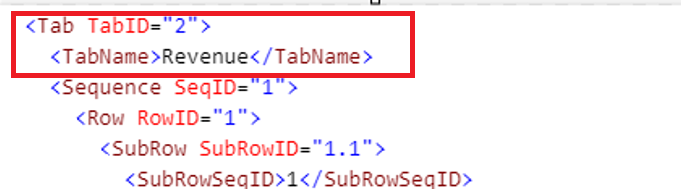 <Tab TabID="2">
<TabName>Revenue</TabName>
<Sequence SeqID="1">
<Row RowID="1">
<SubRow SubRowID="1.1">
<SubRowSeqID>1</SubRowSeqID>